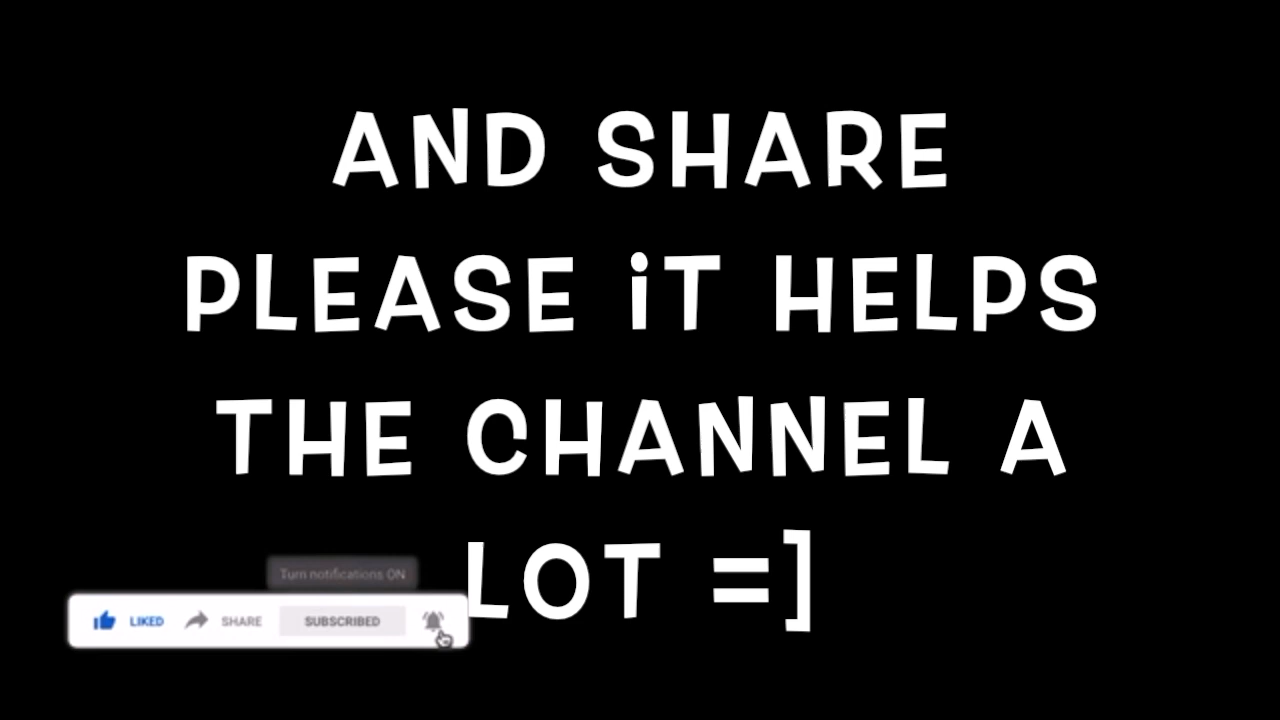 AND SHARE
PLEASE iT HELPS
THE CHANNEL A
LOT =]
Turn notifications ON
LIKED SHARE SUBSCRIBED